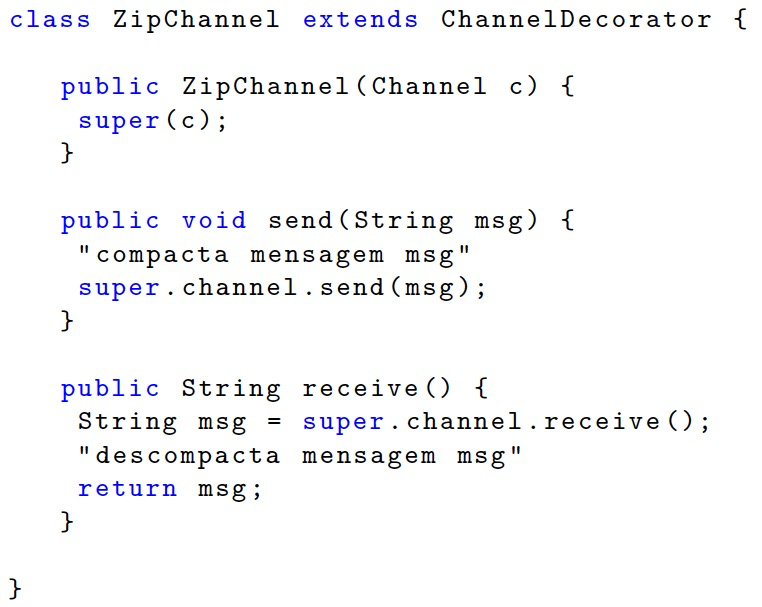 class ZipChannel extends ChannelDecorator {
public ZipChannel(Channel c) {
super(c);
}
public void send(String msg) {
"compacta mensagem msg"
super.channel.send(msg);
}
public String receive() {
String msg = super.channel.receive();
"descompacta mensagem msg"
return msg;
}
}